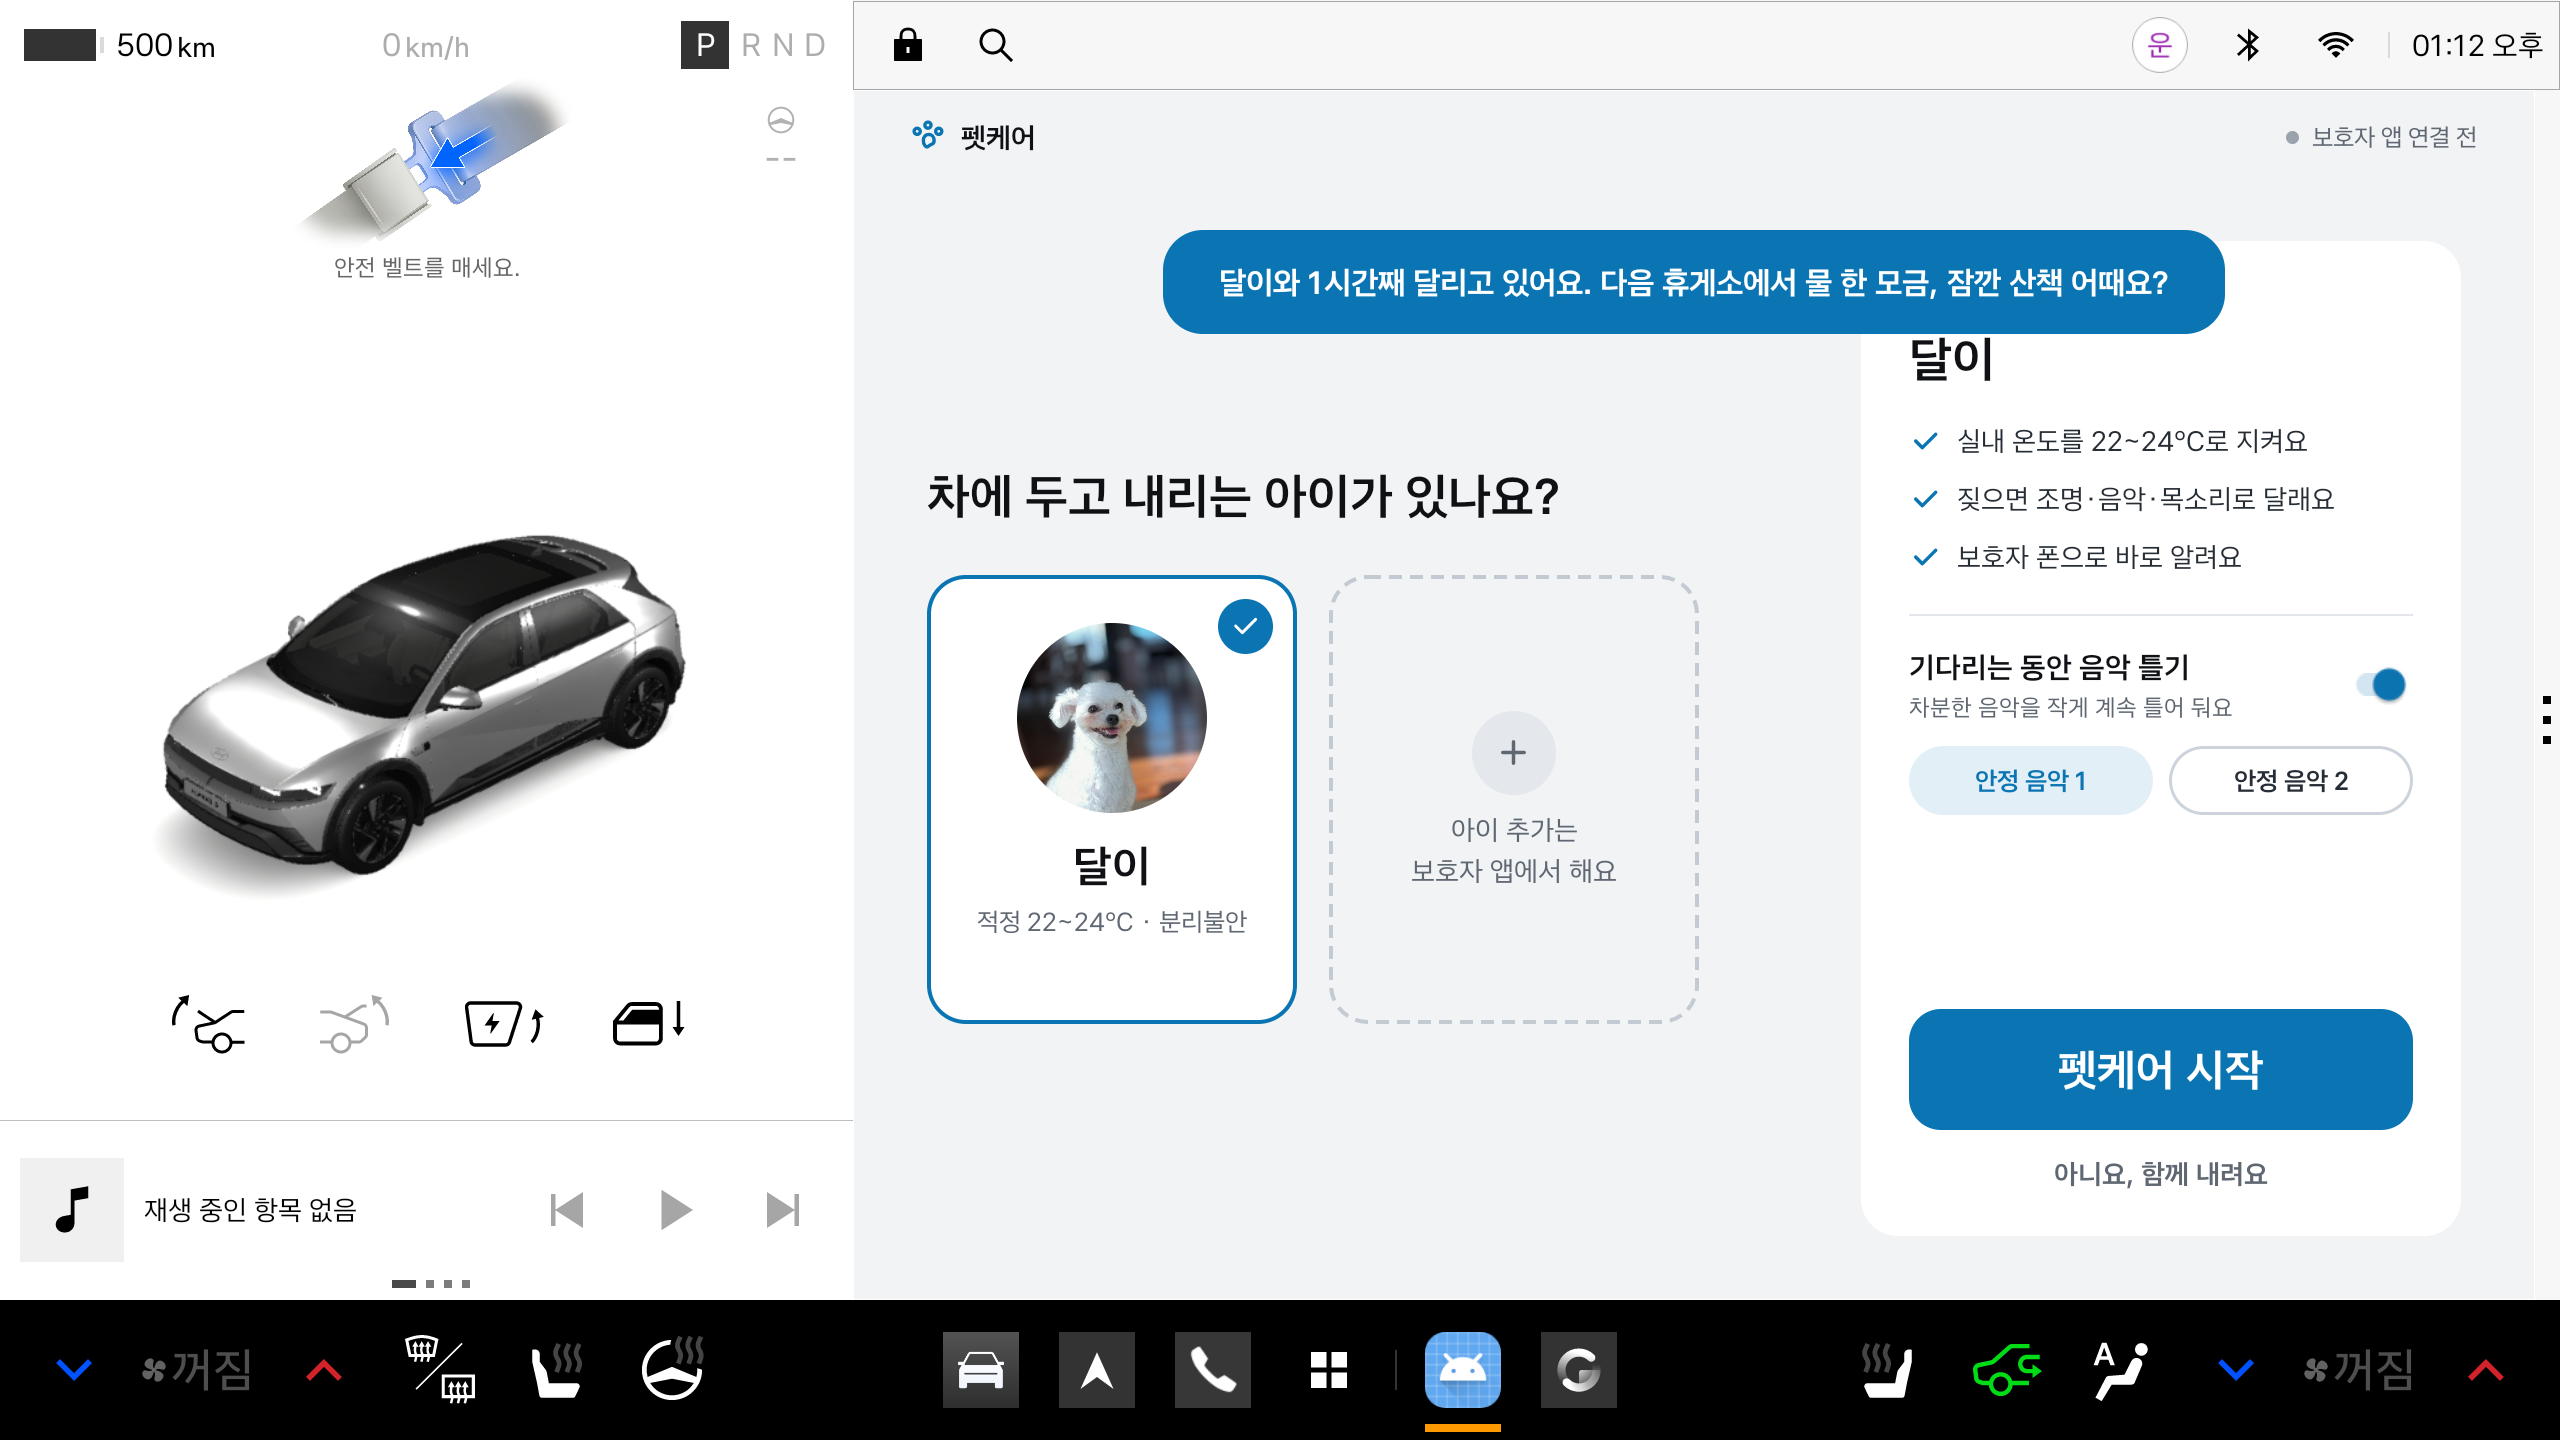 500 km
0 km/h
P R N D
운
01:12 오후
안전 벨트를 매세요.
펫케어
보호자 앱 연결 전
달이와 1시간째 달리고 있어요. 다음 휴게소에서 물 한 모금, 잠깐 산책 어때요?
차에 두고 내리는 아이가 있나요?
달이
적정 22~24°C · 분리불안
+
아이 추가는
보호자 앱에서 해요
달이
실내 온도를 22~24°C로 지켜요
짖으면 조명·음악·목소리로 달래요
보호자 폰으로 바로 알려요
기다리는 동안 음악 틀기
차분한 음악을 작게 계속 틀어 둬요
안정 음악 1
안정 음악 2
펫케어 시작
아니요, 함께 내려요
재생 중인 항목 없음
꺼짐
A
꺼짐